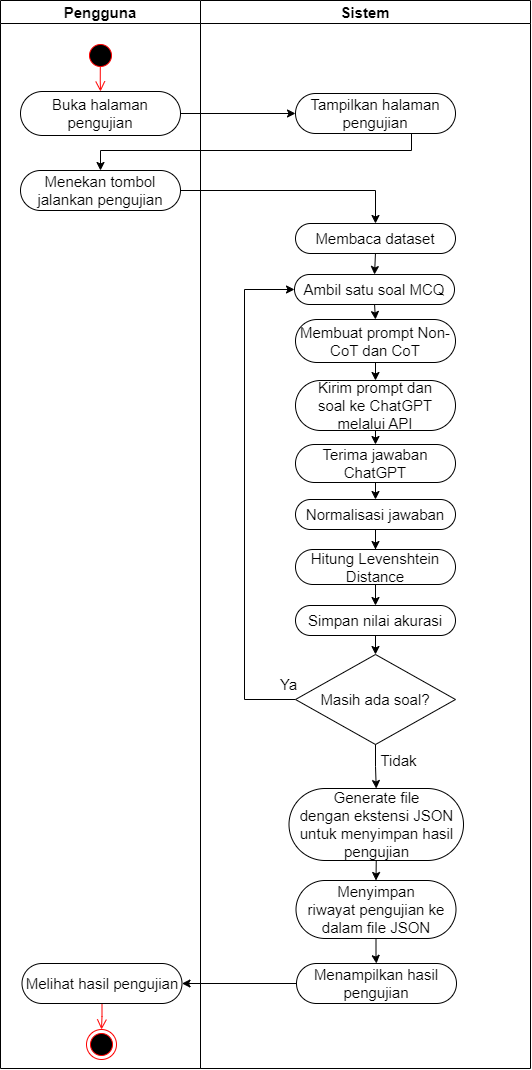 Pengguna
Sistem
Buka halaman
pengujian
Tampilkan halaman
pengujian
Menekan tombol
jalankan pengujian
Membaca dataset
Ambil satu soal MCQ
Membuat prompt Non-
CoT dan CoT
Kirim prompt dan
soal ke ChatGPT
melalui API
Terima jawaban
ChatGPT
Normalisasi jawaban
Hitung Levenshtein
Distance
Simpan nilai akurasi
Ya
Masih ada soal?
Tidak
Generate file
dengan ekstensi JSON
untuk menyimpan hasil
pengujian
Menyimpan
riwayat pengujian ke
dalam file JSON
Menampilkan hasil
pengujian
Melihat hasil pengujian